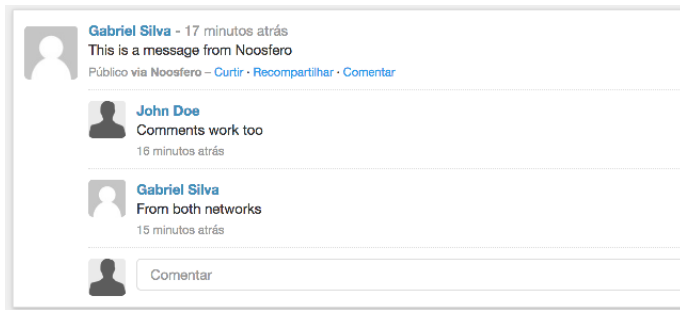 Gabriel Silva - 17 minutos atrás
This is a message from Noosfero
Público via Noosfero – Curtir · Recompartilhar · Comentar
John Doe
Comments work too
16 minutos atrás
Gabriel Silva
From both networks
15 minutos atrás
Comentar